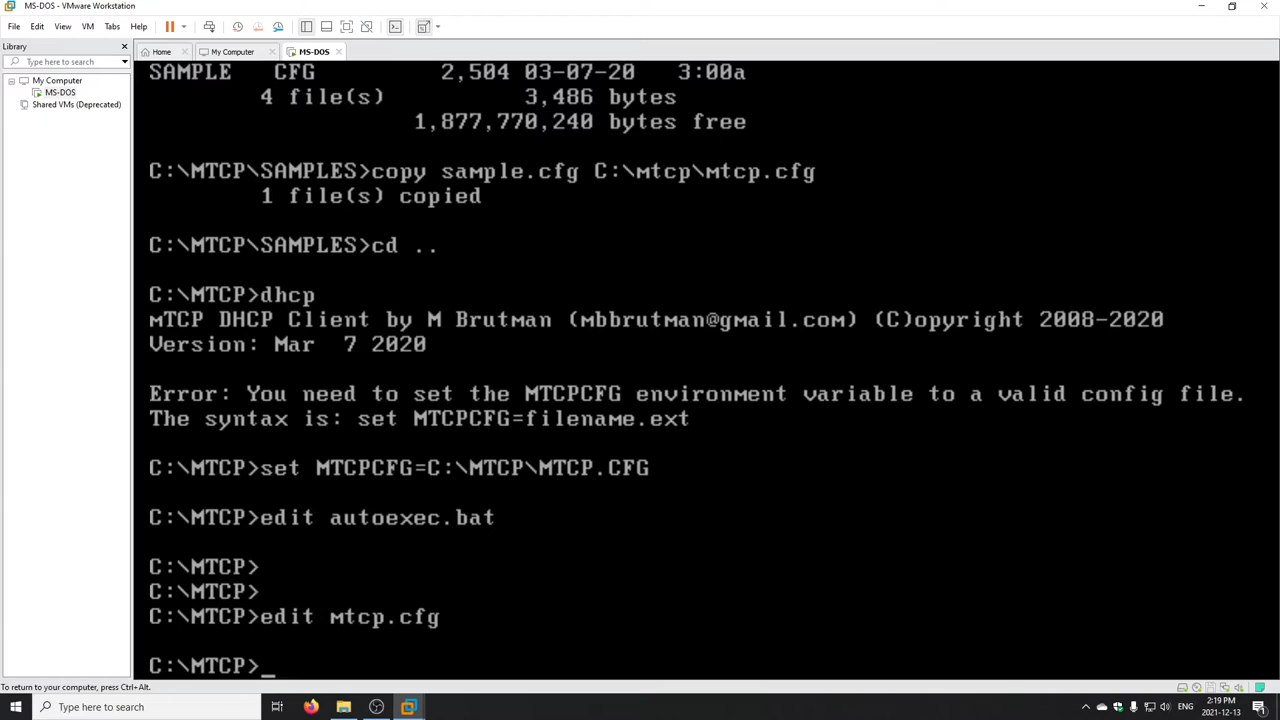 MS-DOS - VMware Workstation
File Edit View VM Tabs Help
Library
Type here to search
My Computer
MS-DOS
Shared VMs (Deprecated)
Home My Computer MS-DOS
SAMPLE CFG 2,504 03-07-20 3:00a
4 file(s) 3,486 bytes
1,877,770,240 bytes free
C:\MTCP\SAMPLES>copy sample.cfg C:\mtcp\mtcp.cfg
1 file(s) copied
C:\MTCP\SAMPLES>cd ..
C:\MTCP>dhcp
mTCP DHCP Client by M Brutman (mbbrutman@gmail.com) (C)opyright 2008-2020
Version: Mar 7 2020
Error: You need to set the MTCPCFG environment variable to a valid config file.
The syntax is: set MTCPCFG=filename.ext
C:\MTCP>set MTCPCFG=C:\MTCP\MTCP.CFG
C:\MTCP>edit autoexec.bat
C:\MTCP>
C:\MTCP>
C:\MTCP>edit mtcp.cfg
C:\MTCP>_
To return to your computer, press Ctrl+Alt.
Type here to search
ENG
2:19 PM
2021-12-13